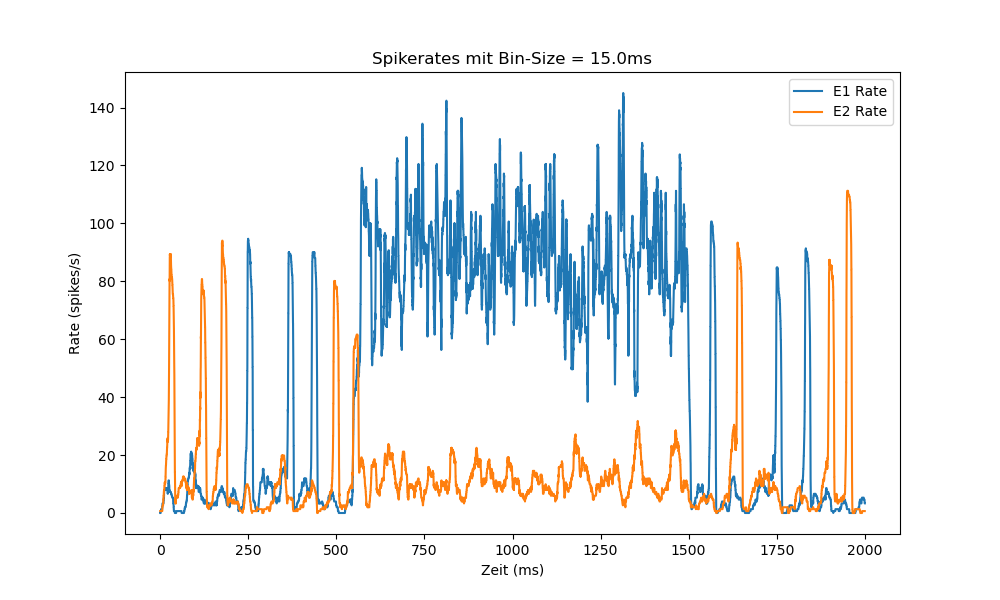 Spikerates mit Bin-Size = 15.0ms
E1 Rate
E2 Rate
140
120
100
80
60
40
20
0
Rate (spikes/s)
0 250 500 750 1000 1250 1500 1750 2000
Zeit (ms)